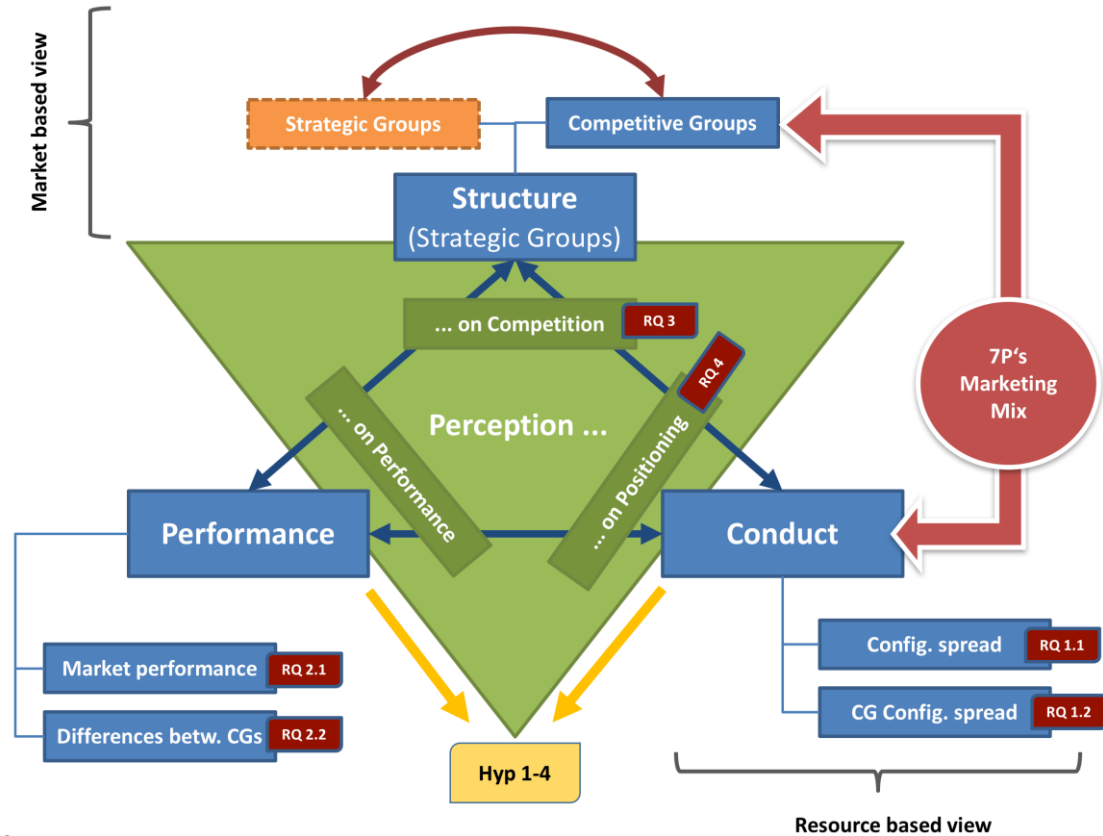 Market based view
Strategic Groups
Competitive Groups
Structure
(Strategic Groups)
... on Competition
RQ 3
RQ 4
7P‘s
Marketing
Mix
Perception ...
... on Performance
... on Positioning
Performance
Conduct
Market performance
RQ 2.1
Differences betw. CGs
RQ 2.2
Config. spread
RQ 1.1
CG Config. spread
RQ 1.2
Hyp 1-4
Resource based view